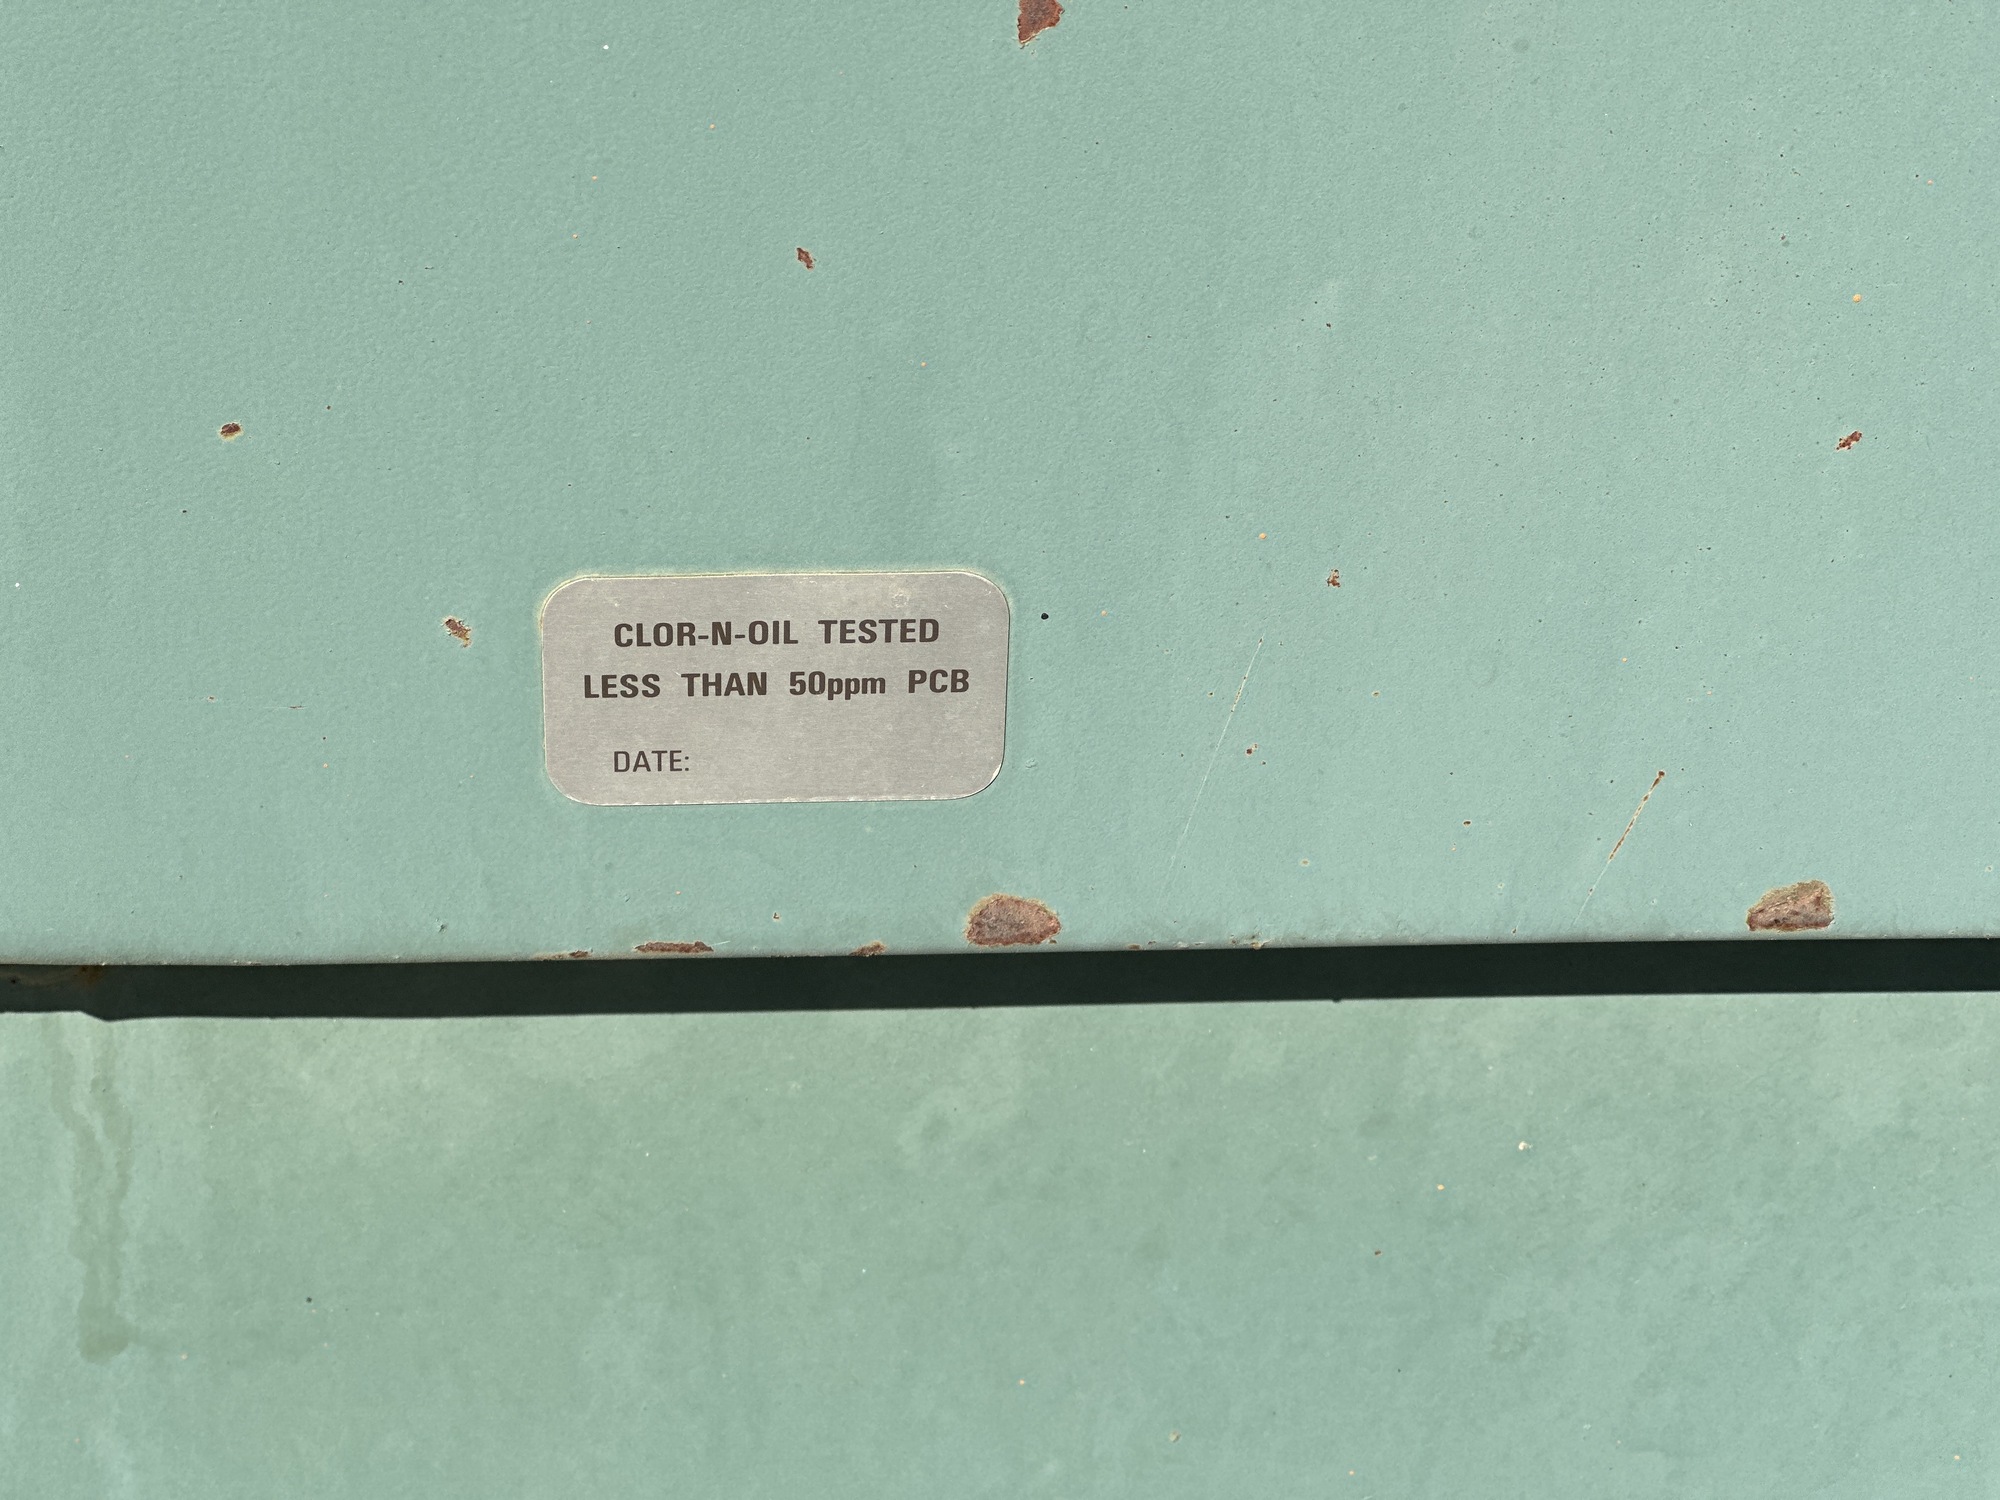 CLOR-N-OIL TESTED
LESS THAN 50ppm PCB
DATE: